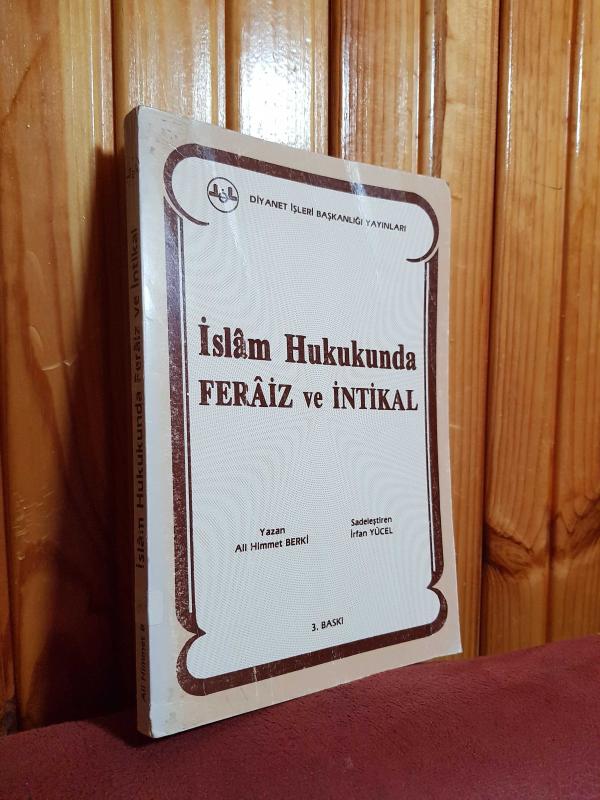 DİYANET İŞLERİ BAŞKANLIĞI YAYINLARI
İslâm Hukukunda
FERÂİZ ve İNTİKAL
Yazan
Ali Himmet BERKİ
Sadeleştiren
İrfan YÜCEL
3. BASKI
İslâm Hukukunda Ferâiz ve İntikal
Ali Himmet B